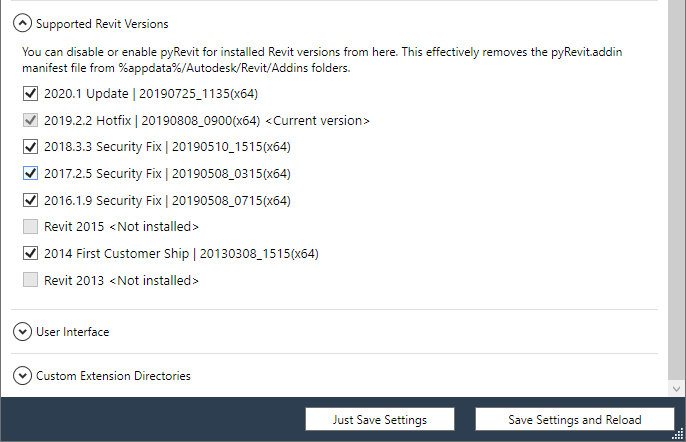 Supported Revit Versions
You can disable or enable pyRevit for installed Revit versions from here. This effectively removes the pyRevit.addin
manifest file from %appdata%/Autodesk/Revit/Addins folders.
2020.1 Update | 20190725_1135(x64)
2019.2.2 Hotfix | 20190808_0900(x64) <Current version>
2018.3.3 Security Fix | 20190510_1515(x64)
2017.2.5 Security Fix | 20190508_0315(x64)
2016.1.9 Security Fix | 20190508_0715(x64)
Revit 2015 <Not installed>
2014 First Customer Ship | 20130308_1515(x64)
Revit 2013 <Not installed>
User Interface
Custom Extension Directories
Just Save Settings
Save Settings and Reload